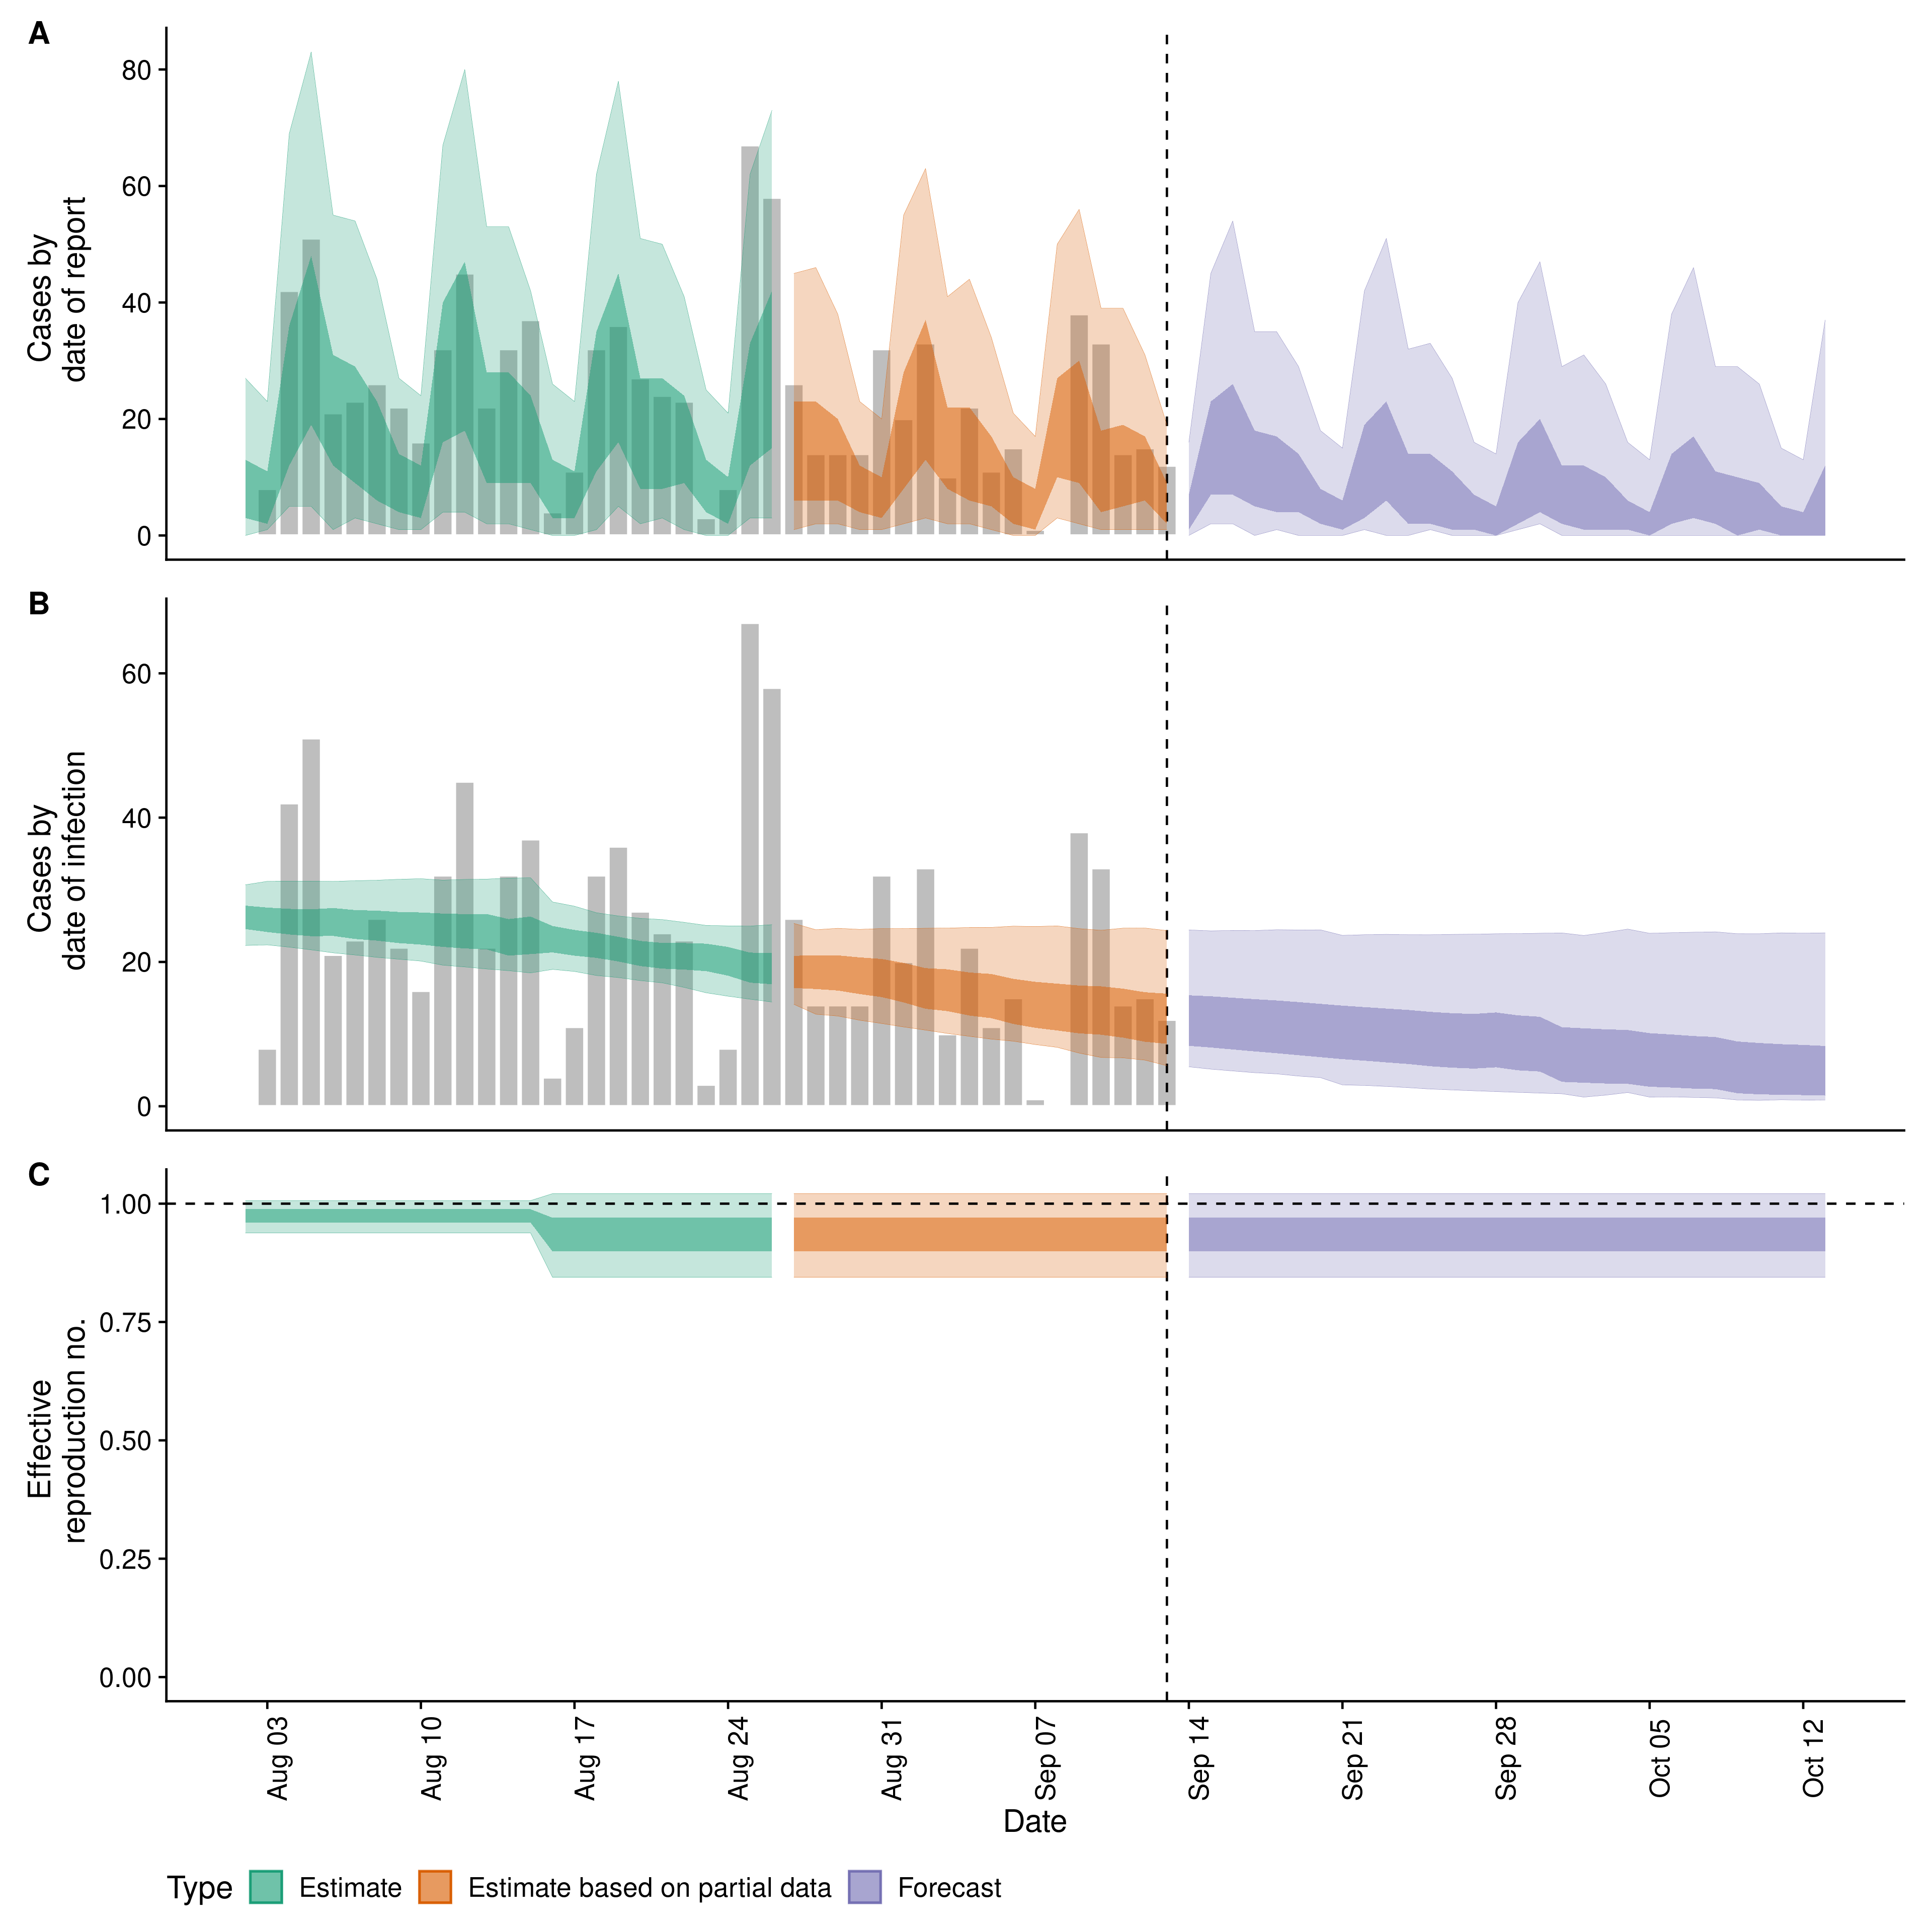 A
80
60
40
20
0
Cases by
date of report
B
60
40
20
0
Cases by
date of infection
C
1.00
0.75
0.50
0.25
0.00
Effective
reproduction no.
Aug 03
Aug 10
Aug 17
Aug 24
Aug 31
Sep 07
Sep 14
Sep 21
Sep 28
Oct 05
Oct 12
Date
Type Estimate Estimate based on partial data Forecast